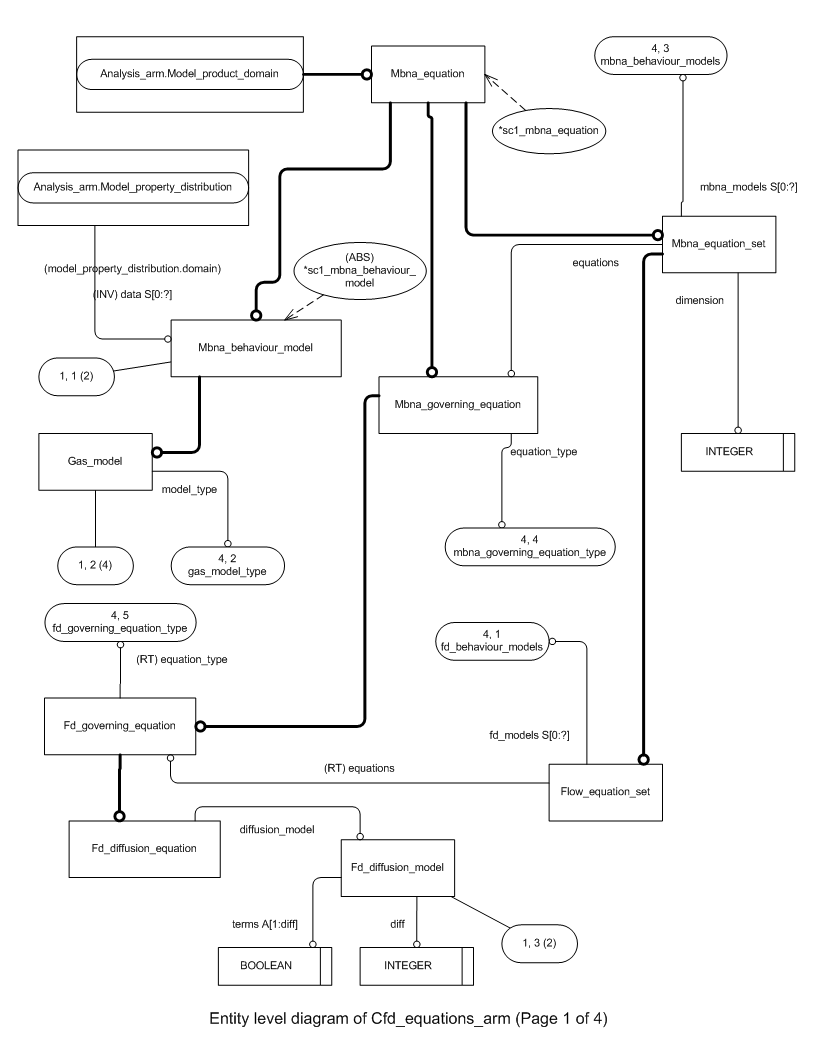 4, 3
mbna_behaviour_models
Analysis_arm.Model_product_domain
Mbna_equation
*sc1_mbna_equation
Analysis_arm.Model_property_distribution
mbna_models S[0:?]
Mbna_equation_set
(model_property_distribution.domain)
(INV) data S[0:?]
(ABS)
*sc1_mbna_behaviour_
model
equations
dimension
Mbna_behaviour_model
1, 1 (2)
Mbna_governing_equation
INTEGER
Gas_model
model_type
equation_type
1, 2 (4)
4, 2
gas_model_type
4, 4
mbna_governing_equation_type
4, 5
fd_governing_equation_type
(RT) equation_type
4, 1
fd_behaviour_models
Fd_governing_equation
fd_models S[0:?]
(RT) equations
Flow_equation_set
diffusion_model
Fd_diffusion_equation
Fd_diffusion_model
terms A[1:diff]
diff
1, 3 (2)
BOOLEAN
INTEGER
Entity level diagram of Cfd_equations_arm (Page 1 of 4)